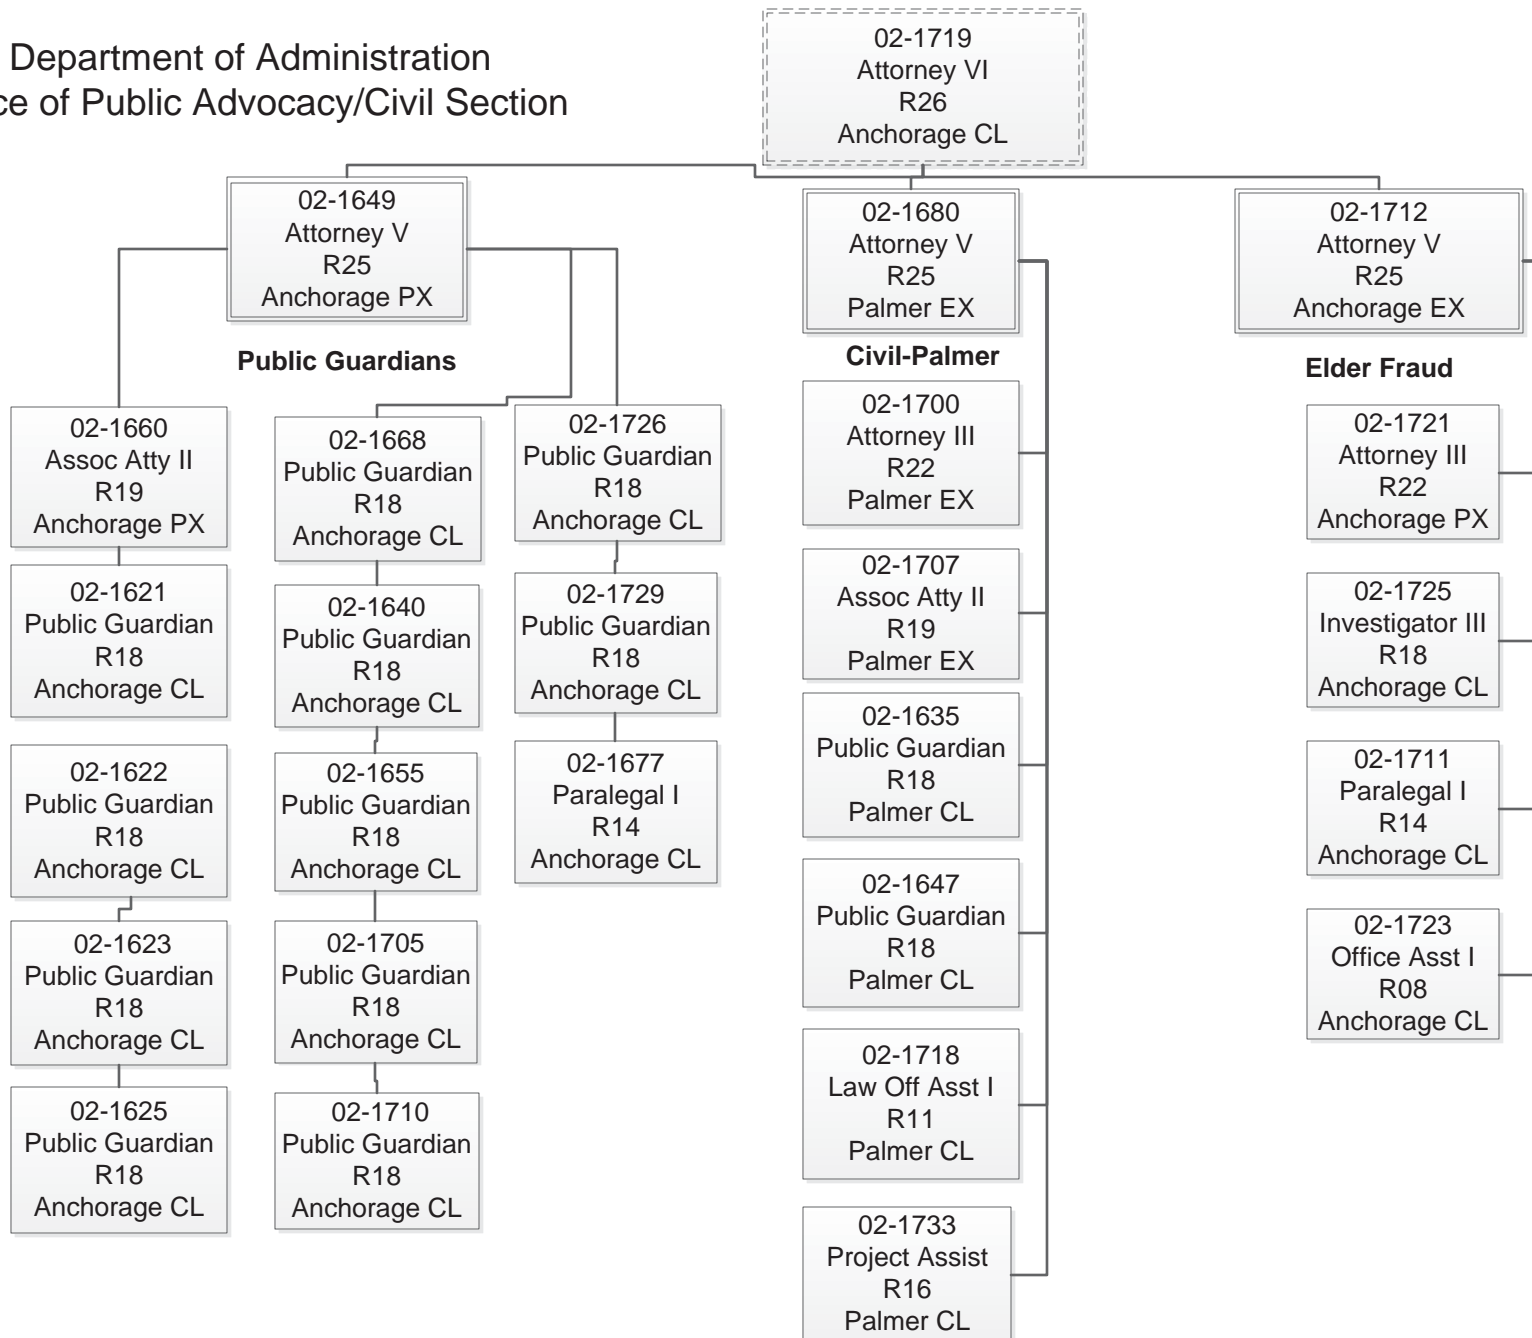 Department of Administration
ce of Public Advocacy/Civil Section
02-1719
Attorney VI
R26
Anchorage CL
02-1649
Attorney V
R25
Anchorage PX
02-1680
Attorney V
R25
Palmer EX
02-1712
Attorney V
R25
Anchorage EX
Public Guardians
02-1660
Assoc Atty II
R19
Anchorage PX
02-1621
Public Guardian
R18
Anchorage CL
02-1622
Public Guardian
R18
Anchorage CL
02-1623
Public Guardian
R18
Anchorage CL
02-1625
Public Guardian
R18
Anchorage CL
02-1668
Public Guardian
R18
Anchorage CL
02-1640
Public Guardian
R18
Anchorage CL
02-1655
Public Guardian
R18
Anchorage CL
02-1705
Public Guardian
R18
Anchorage CL
02-1710
Public Guardian
R18
Anchorage CL
02-1726
Public Guardian
R18
Anchorage CL
02-1729
Public Guardian
R18
Anchorage CL
02-1677
Paralegal I
R14
Anchorage CL
Civil-Palmer
02-1700
Attorney III
R22
Palmer EX
02-1707
Assoc Atty II
R19
Palmer EX
02-1635
Public Guardian
R18
Palmer CL
02-1647
Public Guardian
R18
Palmer CL
02-1718
Law Off Asst I
R11
Palmer CL
02-1733
Project Assist
R16
Palmer CL
Elder Fraud
02-1721
Attorney III
R22
Anchorage PX
02-1725
Investigator III
R18
Anchorage CL
02-1711
Paralegal I
R14
Anchorage CL
02-1723
Office Asst I
R08
Anchorage CL